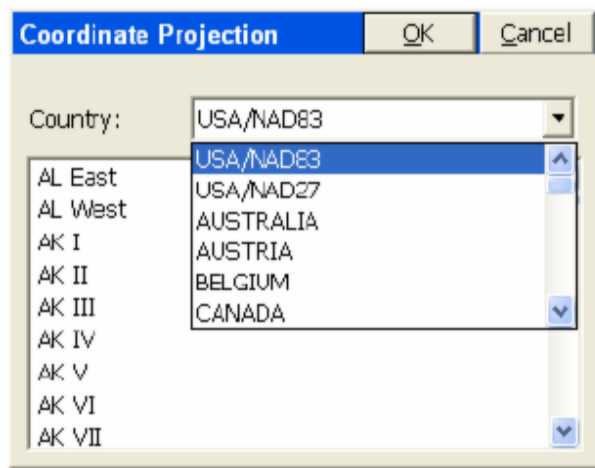 Coordinate Projection OK Cancel
Country: USA/NAD83
USA/NAD83
USA/NAD27
AUSTRALIA
AUSTRIA
BELGIUM
CANADA
AL East
AL West
AK I
AK II
AK III
AK IV
AK V
AK VI
AK VII